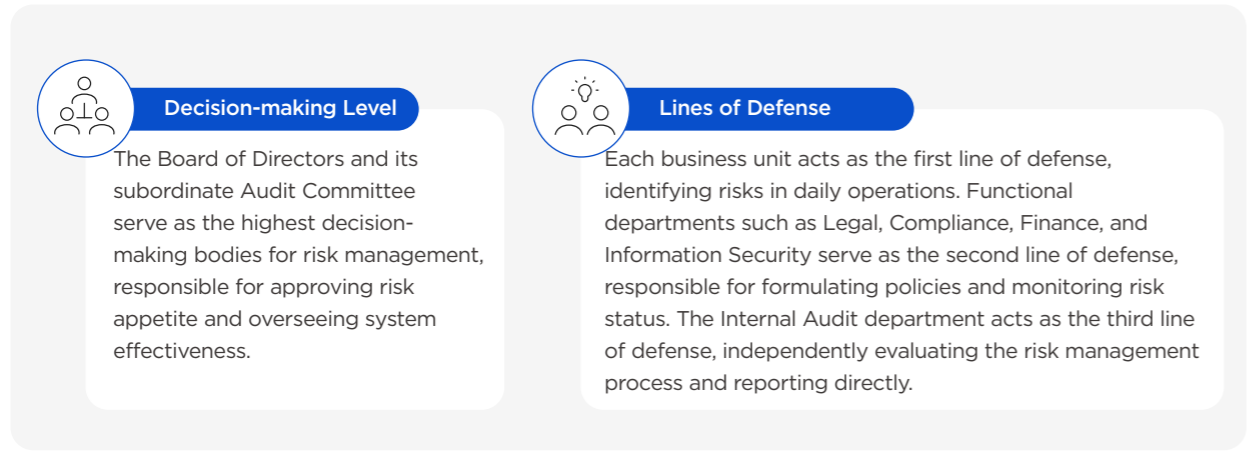 Decision-making Level
The Board of Directors and its
subordinate Audit Committee
serve as the highest decision-
making bodies for risk management,
responsible for approving risk
appetite and overseeing system
effectiveness.
Lines of Defense
Each business unit acts as the first line of defense,
identifying risks in daily operations. Functional
departments such as Legal, Compliance, Finance, and
Information Security serve as the second line of defense,
responsible for formulating policies and monitoring risk
status. The Internal Audit department acts as the third line
of defense, independently evaluating the risk management
process and reporting directly.